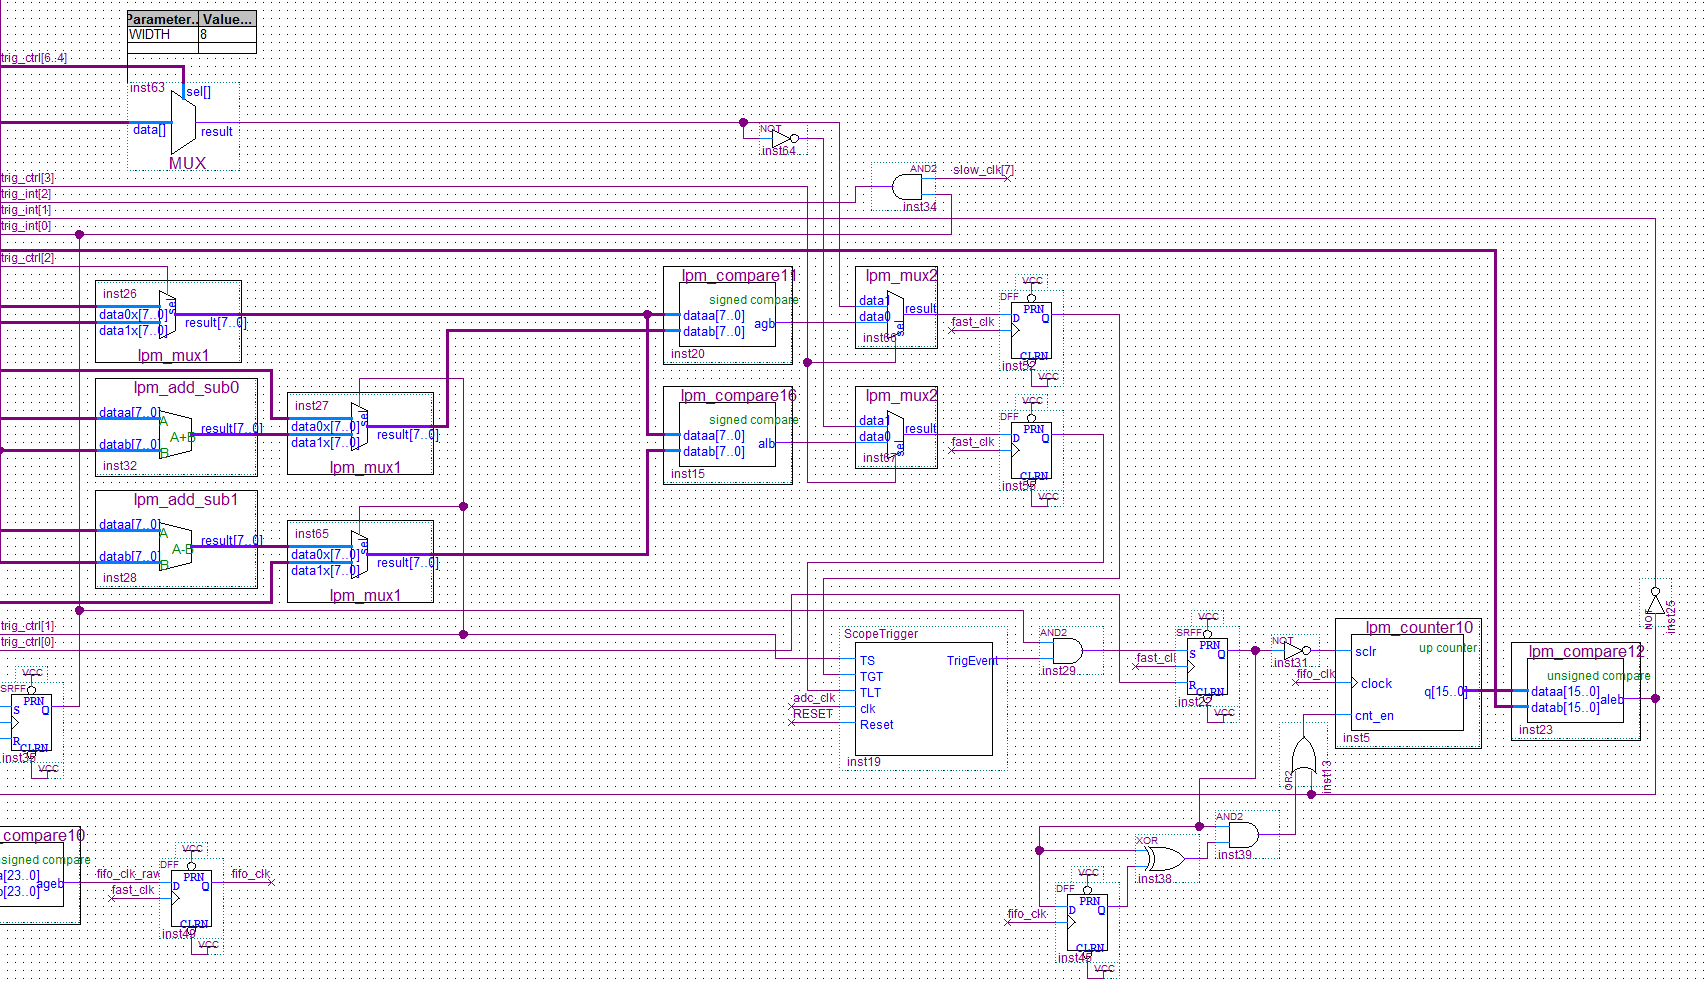 Parameter.. Value...
WIDTH 8
trig_ctrl[6..4]
inst63
sel[]
data[]
result
MUX
NOT
inst64
trig_ctrl[3]
trig_int[2]
trig_int[1]
trig_int[0]
AND2
slow_clk[7]
inst34
trig_ctrl[2]
inst26
sel
data0x[7..0]
data1x[7..0]
result[7..0]
lpm_mux1
lpm_add_sub0
dataa[7..0]
A
A+B
result[7..0]
datab[7..0]
B
inst32
inst27
sel
data0x[7..0]
data1x[7..0]
result[7..0]
lpm_mux1
lpm_add_sub1
dataa[7..0]
A
A-B
result[7..0]
datab[7..0]
B
inst28
inst65
sel
data0x[7..0]
data1x[7..0]
result[7..0]
lpm_mux1
lpm_compare11
signed compare
dataa[7..0]
datab[7..0]
agb
inst20
lpm_compare16
signed compare
dataa[7..0]
datab[7..0]
alb
inst15
lpm_mux2
data1
data0
result
sel
inst66
lpm_mux2
data1
data0
result
sel
inst67
VCC
DFF
PRN
D
Q
fast_clk
CLRN
inst52
VCC
VCC
DFF
PRN
D
Q
fast_clk
CLRN
VCC
trig_ctrl[1]
trig_ctrl[0]
VCC
SRFF
PRN
S
Q
R
CLRN
VCC
ScopeTrigger
TS
TGT
TLT
clk
Reset
TrigEvent
adc_clk
RESET
inst19
AND2
inst29
VCC
SRFF
PRN
S
Q
fast_cl
R
CLRN
inst22
VCC
NOT
inst31
fifo_clk
lpm_counter10
up counter
sclr
clock
q[15..0]
cnt_en
inst5
lpm_compare12
unsigned compare
dataa[15..0]
datab[15..0]
aleb
inst23
NOT
inst25
OR2
inst13
AND2
inst39
XOR
inst38
VCC
DFF
PRN
D
Q
fifo_clk
CLRN
VCC
_compare10
signed compare
a[23..0]
[23..0]
ageb
fifo_clk_raw
fast_clk
VCC
DFF
PRN
D
Q
fifo_clk
CLRN
VCC